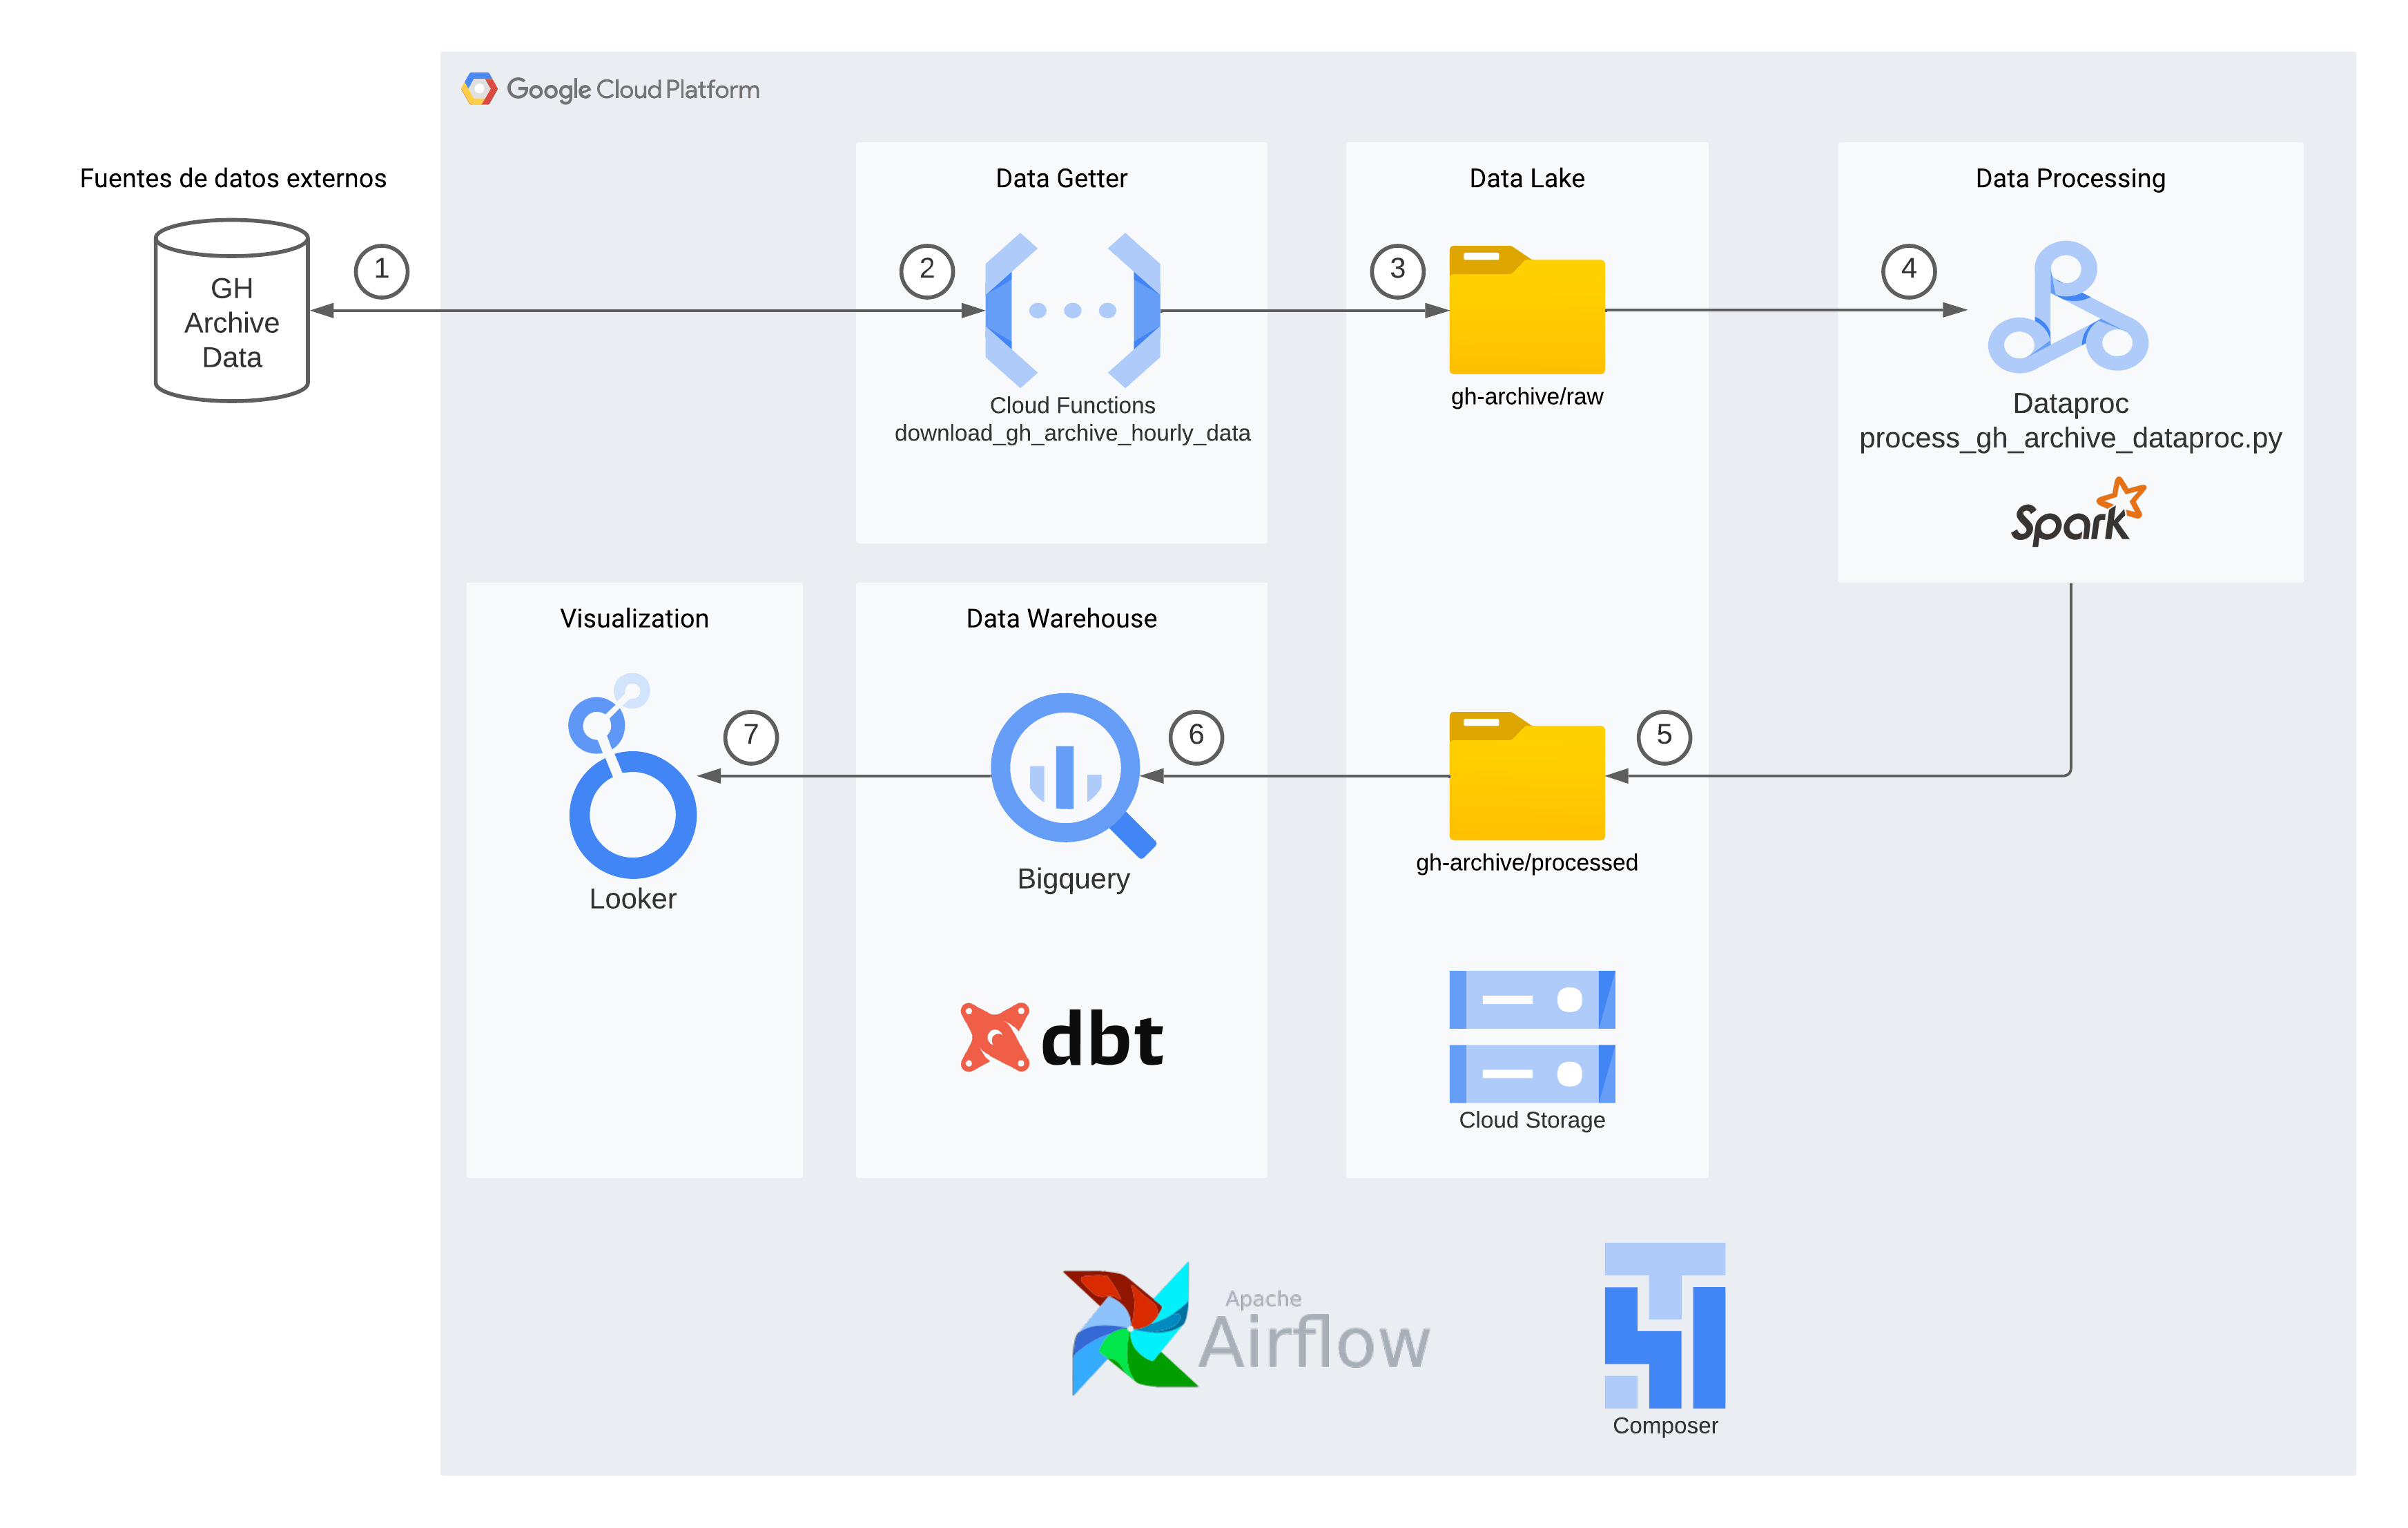 Google Cloud Platform
Fuentes de datos externos
GH
Archive
Data
1
Data Getter
2
Cloud Functions
download_gh_archive_hourly_data
Data Lake
3
gh-archive/raw
Data Processing
4
Dataproc
process_gh_archive_dataproc.py
Spark
Visualization
7
Looker
Data Warehouse
6
Bigquery
dbt
5
gh-archive/processed
Cloud Storage
Apache
Airflow
Composer